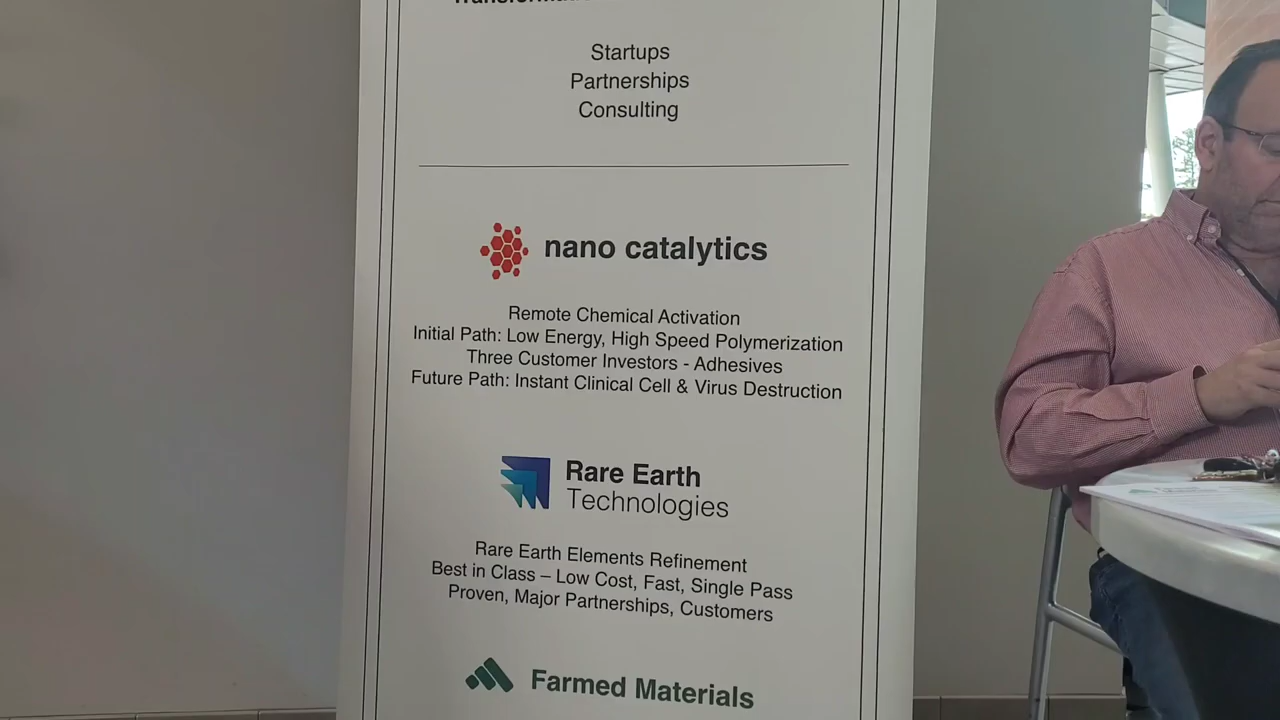 Startups
Partnerships
Consulting
nano catalytics
Remote Chemical Activation
Initial Path: Low Energy, High Speed Polymerization
Three Customer Investors - Adhesives
Future Path: Instant Clinical Cell & Virus Destruction
Rare Earth
Technologies
Rare Earth Elements Refinement
Best in Class – Low Cost, Fast, Single Pass
Proven, Major Partnerships, Customers
Farmed Materials